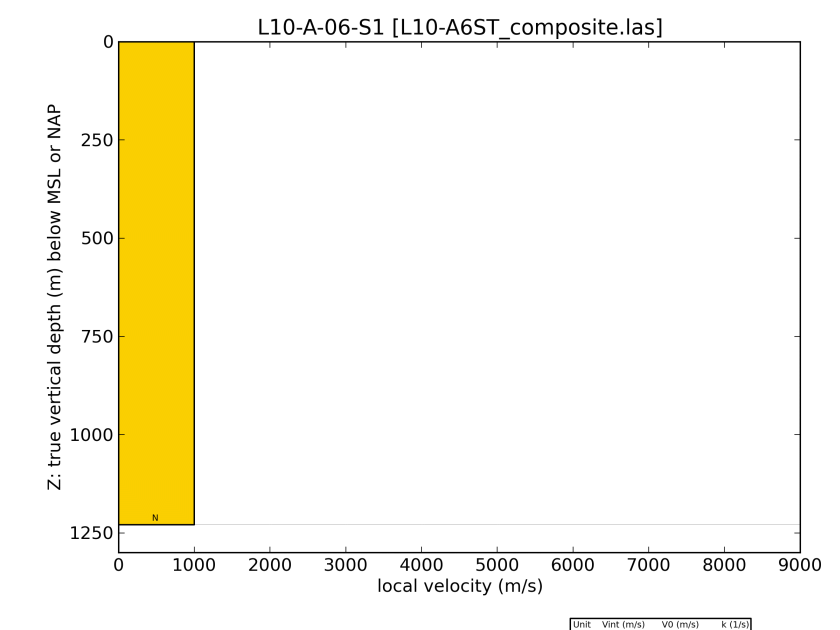 L10-A-06-S1 [L10-A6ST_composite.las]
Z: true vertical depth (m) below MSL or NAP
0
250
500
750
1000
1250
N
0 1000 2000 3000 4000 5000 6000 7000 8000 9000
local velocity (m/s)
Unit Vint (m/s) V0 (m/s) k (1/s)